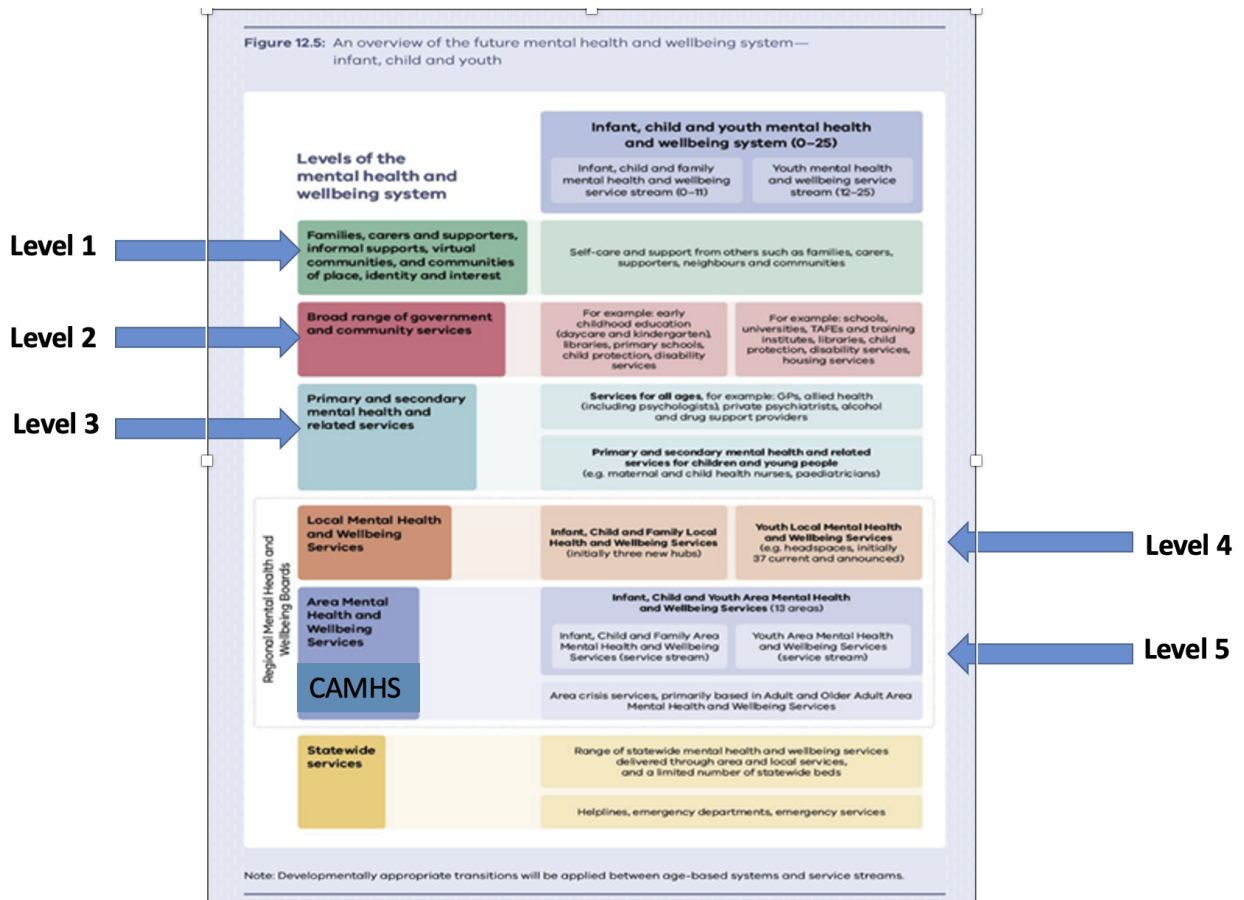 Figure 12.5: An overview of the future mental health and wellbeing system—
infant, child and youth
Levels of the
mental health and
wellbeing system
Infant, child and youth mental health
and wellbeing system (0–25)
Infant, child and family
mental health and wellbeing
service stream (0–11)
Youth mental health
and wellbeing service
stream (12–25)
Level 1
Families, carers and supporters,
informal supports, virtual
communities, and communities
of place, identity and interest
Self-care and support from others such as families, carers,
supporters, neighbours and communities
Level 2
Broad range of government
and community services
For example: early
childhood education
(daycare and kindergarten),
libraries, primary schools,
child protection, disability
services
For example: schools,
universities, TAFEs and training
institutes, libraries, child
protection, disability services,
housing services
Level 3
Primary and secondary
mental health and
related services
Services for all ages, for example: GPs, allied health
(including psychologists), private psychiatrists, alcohol
and drug support providers
Primary and secondary mental health and related
services for children and young people
(e.g. maternal and child health nurses, paediatricians)
Regional Mental Health and
Wellbeing Boards
Local Mental Health
and Wellbeing
Services
Infant, Child and Family Local
Health and Wellbeing Services
(initially three new hubs)
Youth Local Mental Health
and Wellbeing Services
(e.g. headspaces, initially
37 current and announced)
Level 4
Area Mental
Health and
Wellbeing
Services
CAMHS
Infant, Child and Youth Area Mental Health
and Wellbeing Services (13 areas)
Infant, Child and Family Area
Mental Health and Wellbeing
Services (service stream)
Youth Area Mental Health
and Wellbeing Services
(service stream)
Level 5
Area crisis services, primarily based in Adult and Older Adult Area
Mental Health and Wellbeing Services
Statewide
services
Range of statewide mental health and wellbeing services
delivered through area and local services,
and a limited number of statewide beds
Helplines, emergency departments, emergency services
Note: Developmentally appropriate transitions will be applied between age-based systems and service streams.